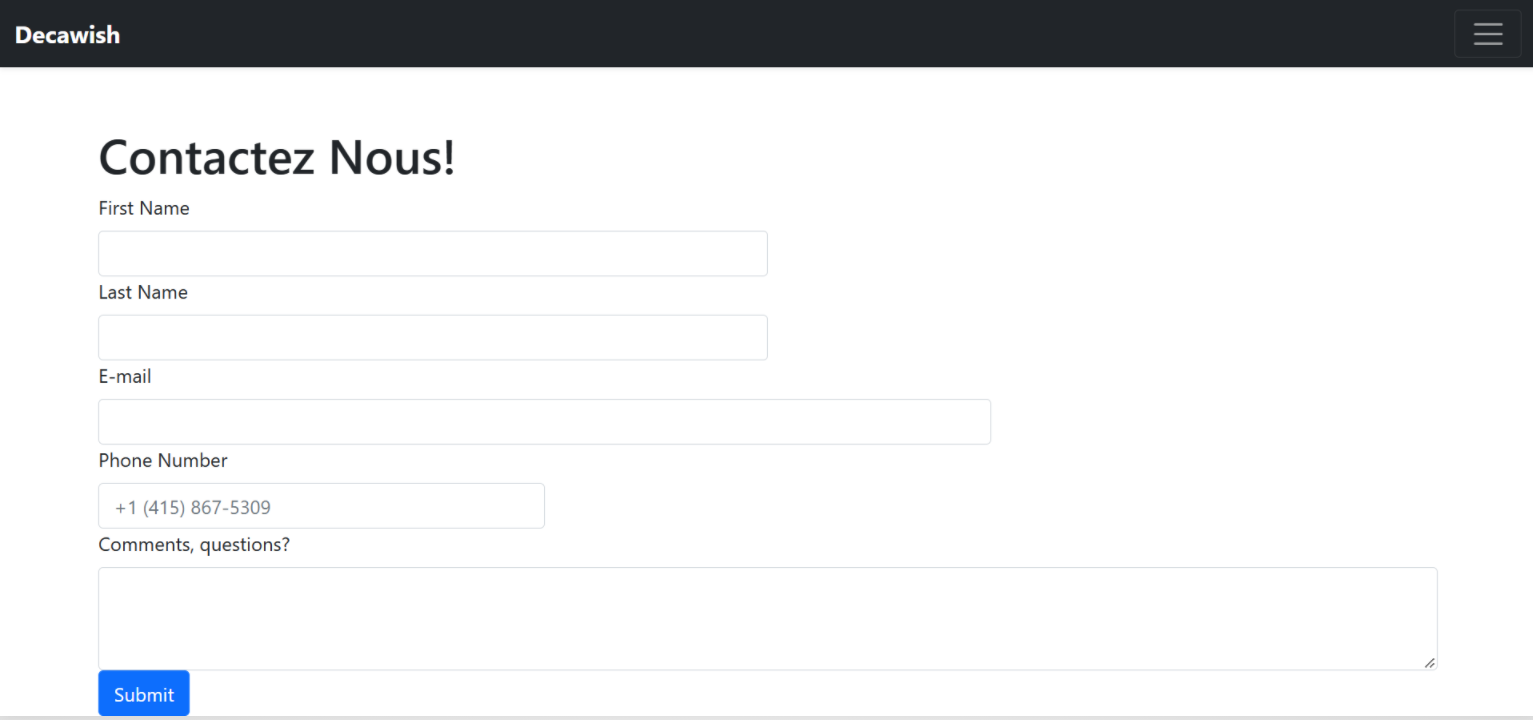 Decawish
Contactez Nous!
First Name
Last Name
E-mail
Phone Number
+1 (415) 867-5309
Comments, questions?
Submit